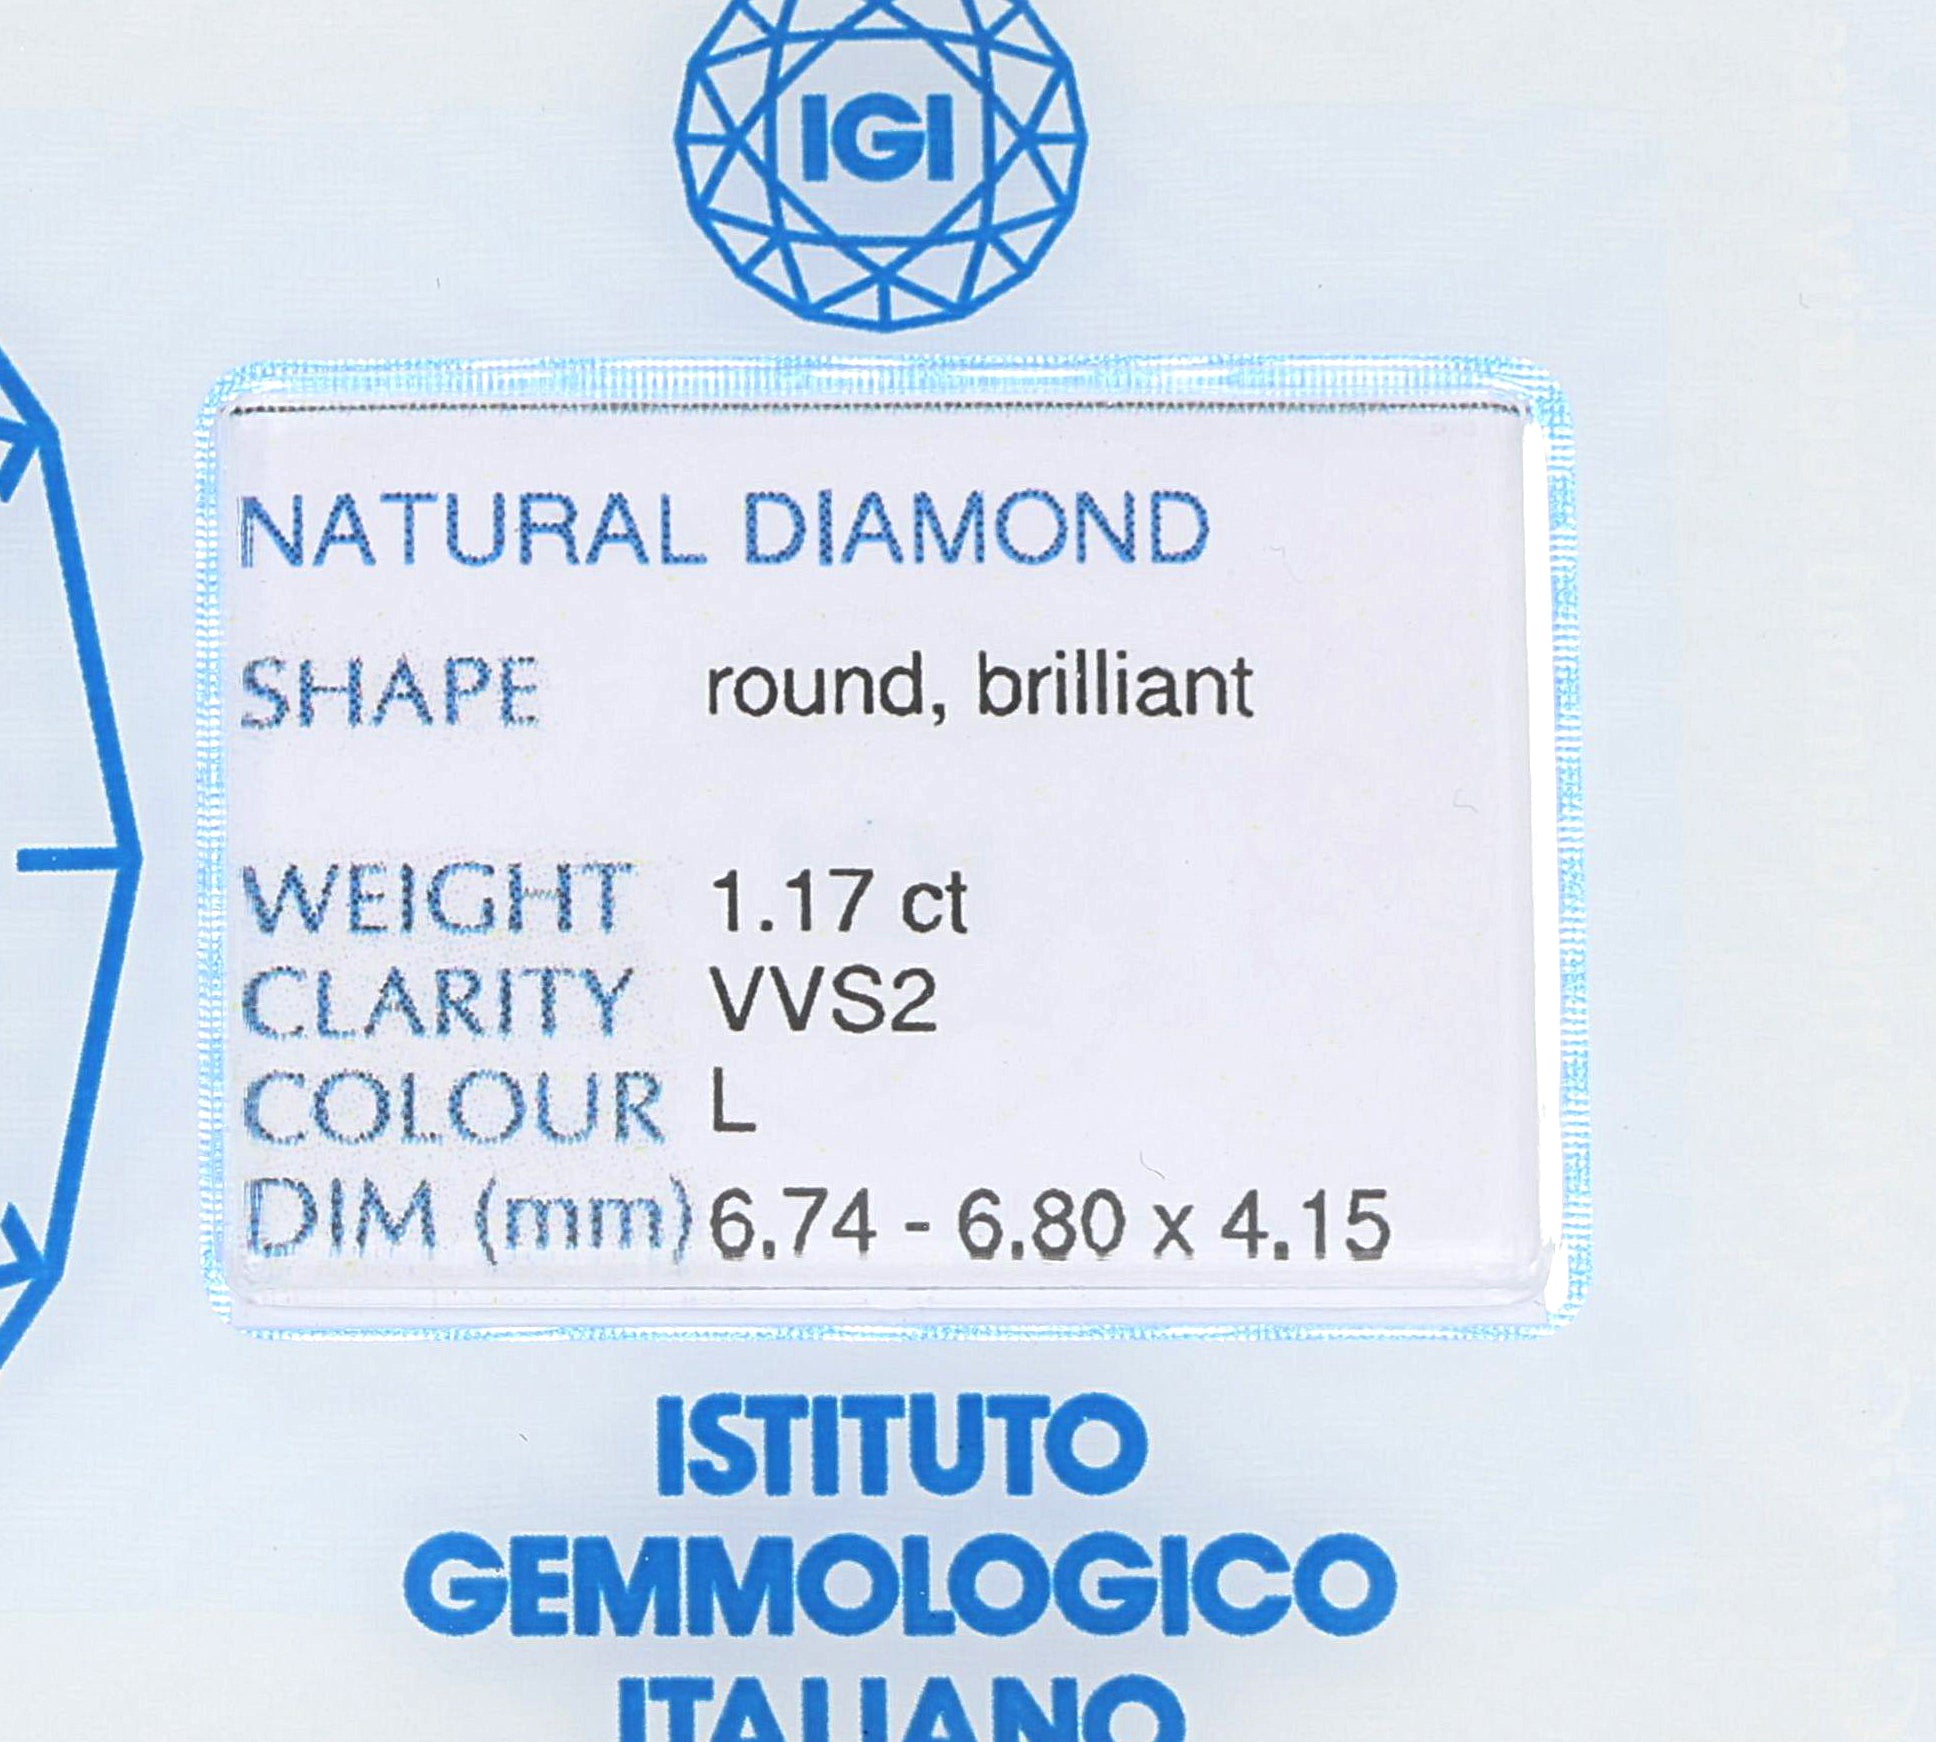 IGI
NATURAL DIAMOND
SHAPE round, brilliant
WEIGHT 1.17 ct
CLARITY VVS2
COLOUR L
DIM (mm) 6.74 - 6.80 x 4.15
ISTITUTO
GEMMOLOGICO
ITALIANO